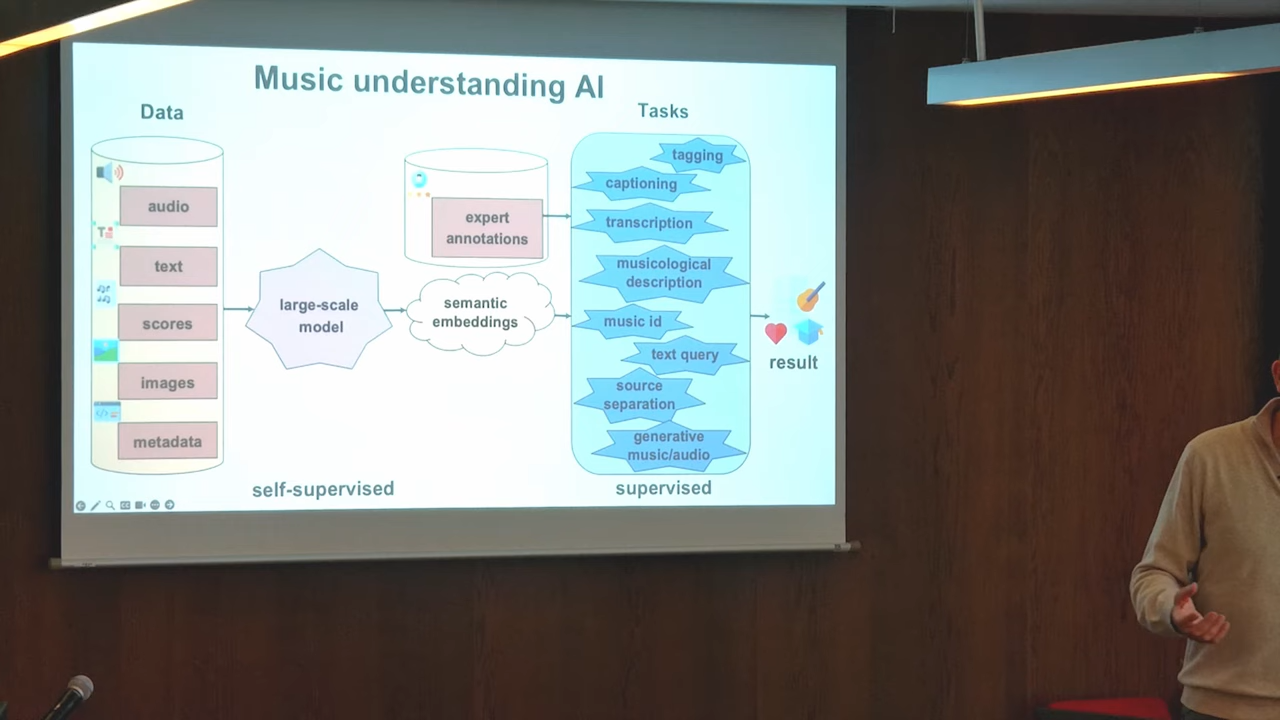 Music understanding AI
Data
Tasks
audio
text
scores
images
metadata
large-scale
model
expert
annotations
semantic
embeddings
tagging
captioning
transcription
musicological
description
music id
text query
source
separation
generative
music/audio
result
self-supervised
supervised